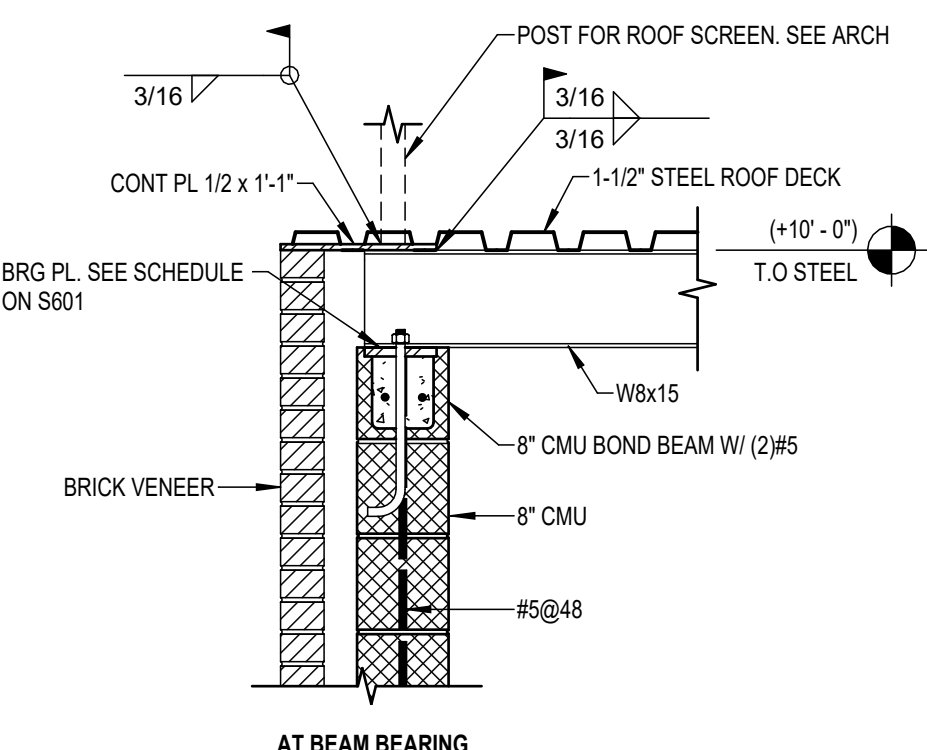 POST FOR ROOF SCREEN. SEE ARCH
3/16
3/16
3/16
CONT PL 1/2 x 1'-1"
1-1/2" STEEL ROOF DECK
(+10' - 0")
T.O STEEL
BRG PL. SEE SCHEDULE
ON S601
W8x15
8" CMU BOND BEAM W/ (2)#5
BRICK VENEER
8" CMU
#5@48
AT BEAM BEARING